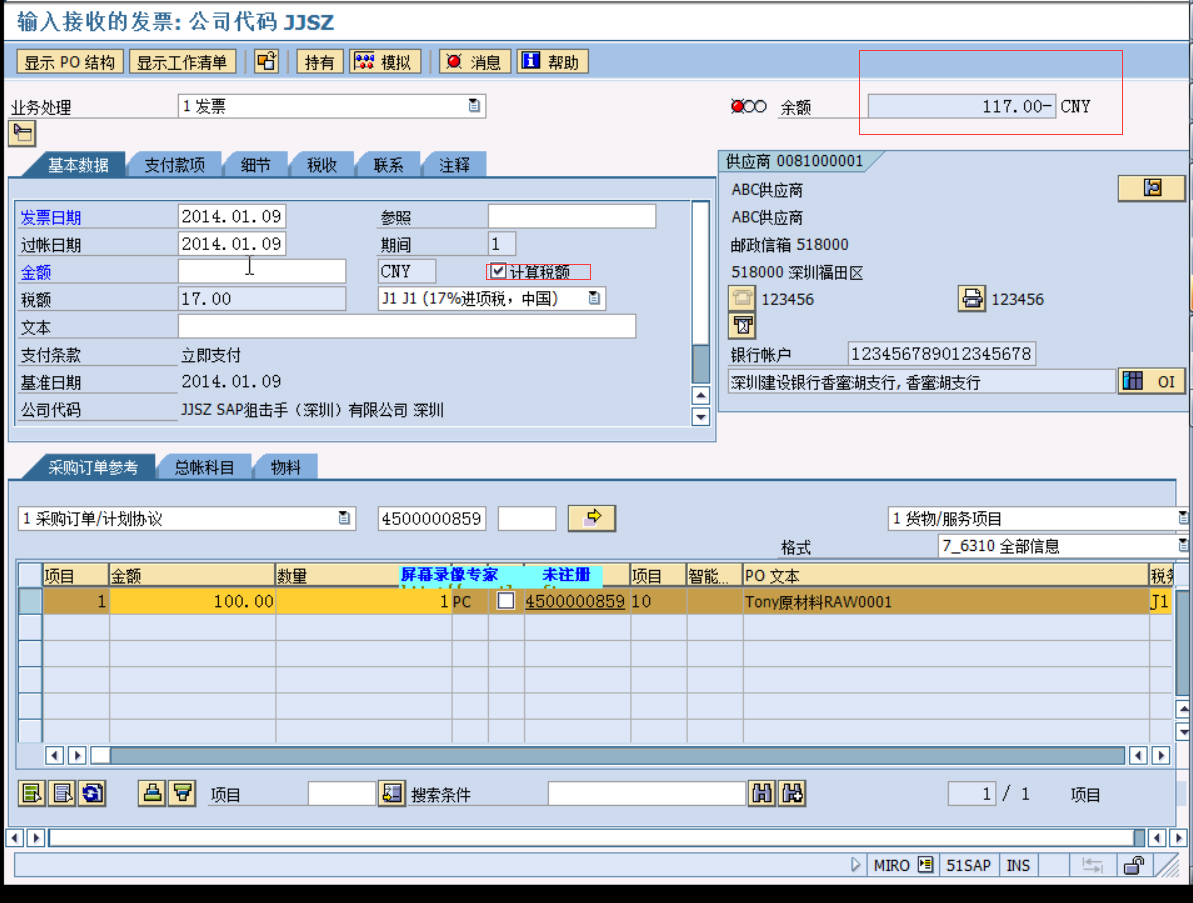 输入接收的发票: 公司代码 JJSZ
显示 PO 结构 显示工作清单 持有 模拟 消息 帮助
业务处理 1 发票 余额 117.00- CNY
基本数据 支付款项 细节 税收 联系 注释
供应商 0081000001
ABC供应商
ABC供应商
邮政信箱 518000
518000 深圳福田区
123456 123456
银行帐户 123456789012345678
深圳建设银行香蜜湖支行, 香蜜湖支行 OI
发票日期 2014.01.09 参照
过帐日期 2014.01.09 期间 1
金额 CNY 计算税额
税额 17.00 J1 J1 (17%进项税，中国)
文本
支付条款 立即支付
基准日期 2014.01.09
公司代码 JJSZ SAP狙击手（深圳）有限公司 深圳
采购订单参考 总帐科目 物料
1 采购订单/计划协议 4500000859 1 货物/服务项目
格式 7_6310 全部信息
项目 金额 数量 屏幕录像专家 未注册 项目 智能... PO 文本 税务
1 100.00 1 PC 4500000859 10 Tony原材料RAW0001 J1
项目 搜索条件 1 / 1 项目
MIRO 51SAP INS